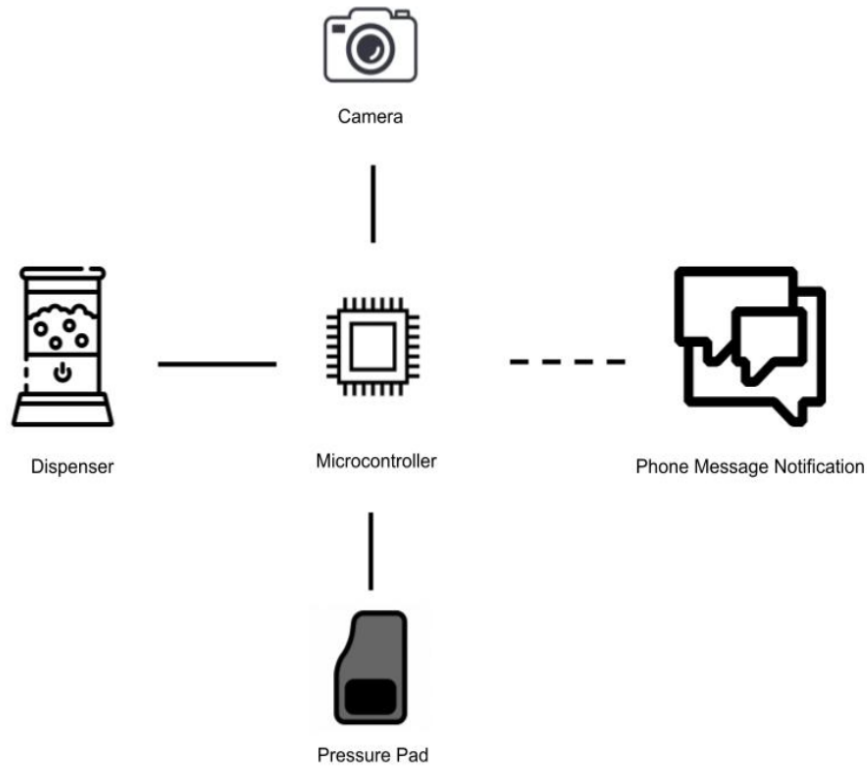 Camera
Dispenser
Microcontroller
Phone Message Notification
Pressure Pad